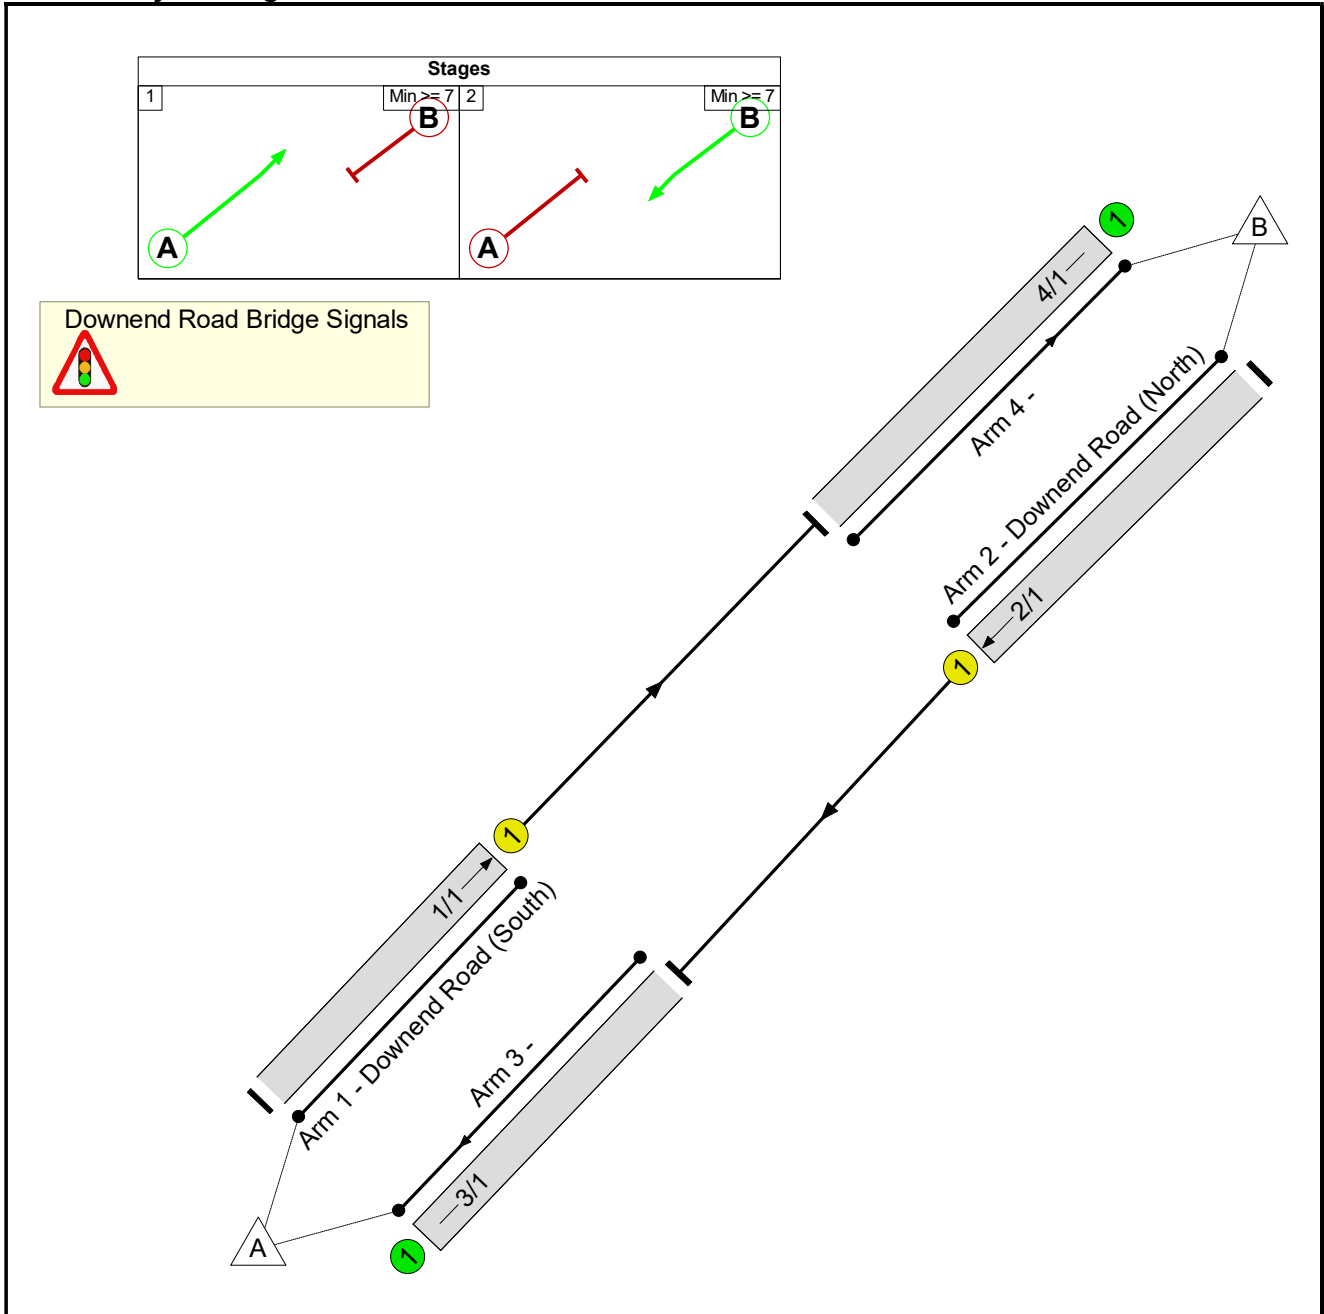 Stages
1
Min >= 7
2
Min >= 7
B
B
A
A
Downend Road Bridge Signals
1
B
4/1
Arm 4 -
Arm 2 - Downend Road (North)
2/1
1
1
1/1
Arm 1 - Downend Road (South)
Arm 3 -
3/1
A
1